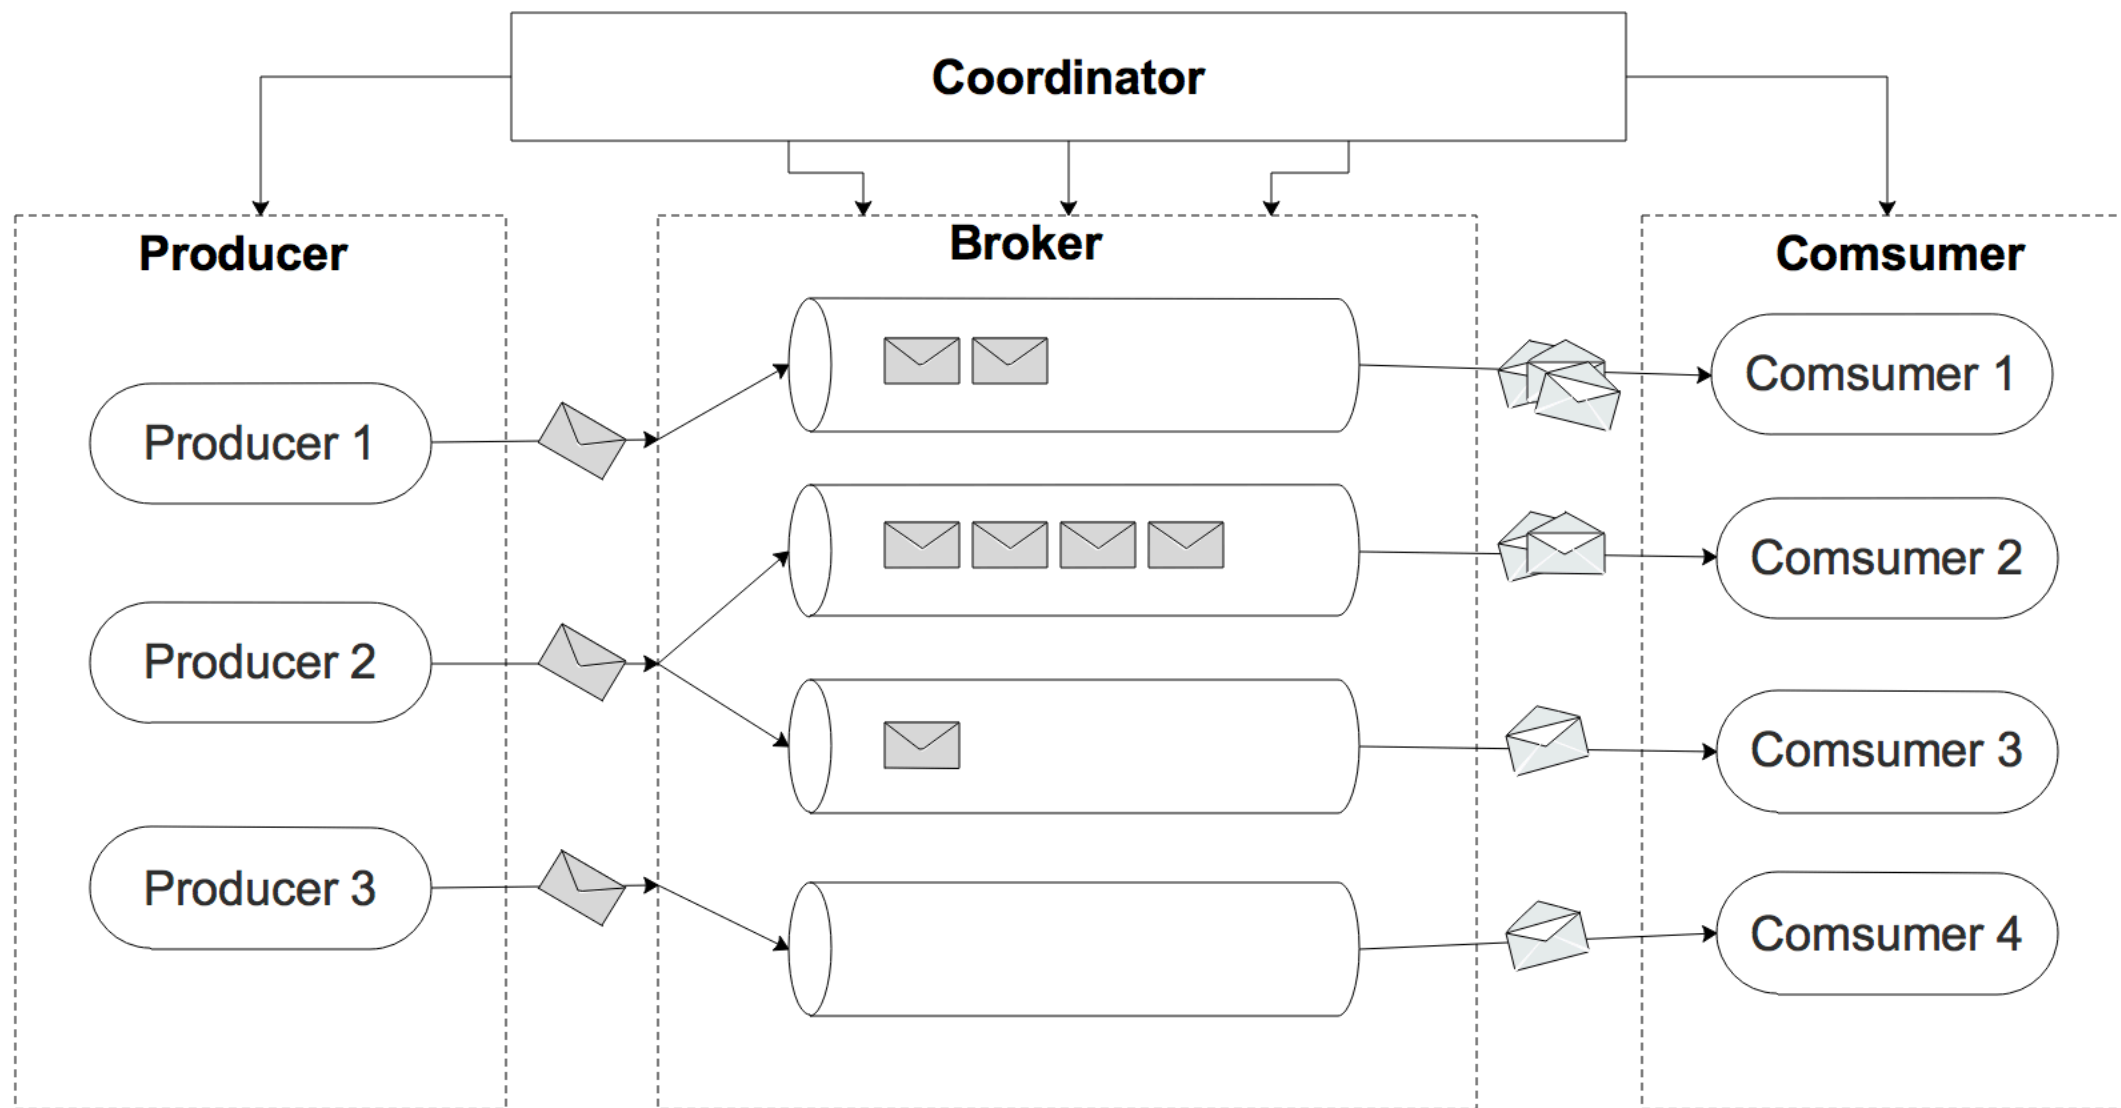 Coordinator
Producer
Broker
Comsumer
Producer 1
Producer 2
Producer 3
Comsumer 1
Comsumer 2
Comsumer 3
Comsumer 4